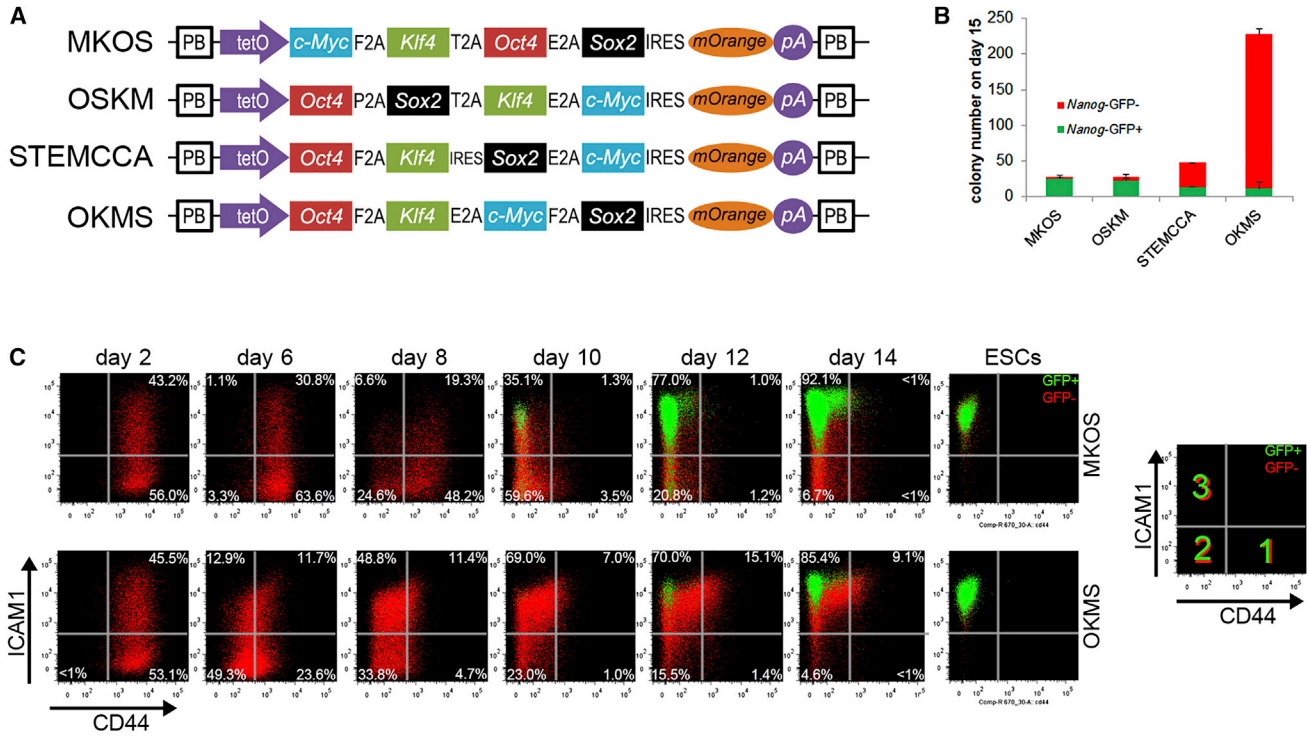 A
MKOS PB tetO c-Myc F2A Klf4 T2A Oct4 E2A Sox2 IRES mOrange pA PB
OSKM PB tetO Oct4 P2A Sox2 T2A Klf4 E2A c-Myc IRES mOrange pA PB
STEMCCA PB tetO Oct4 F2A Klf4 IRES Sox2 E2A c-Myc IRES mOrange pA PB
OKMS PB tetO Oct4 F2A Klf4 E2A c-Myc F2A Sox2 IRES mOrange pA PB
B
colony number on day 15
250
200
150
100
50
0
Nanog-GFP-
Nanog-GFP+
MKOS OSKM STEMCCA OKMS
C
day 2 day 6 day 8 day 10 day 12 day 14 ESCs
43.2% 1.1% 30.8% 6.6% 19.3% 35.1% 1.3% 77.0% 1.0% 92.1% <1% GFP+
GFP-
56.0% 3.3% 63.6% 24.6% 48.2% 59.6% 3.5% 20.8% 1.2% 6.7% <1%
MKOS
Comp-R 670_30-A: cd44
45.5% 12.9% 11.7% 48.8% 11.4% 69.0% 7.0% 70.0% 15.1% 85.4% 9.1%
<1% 53.1% 49.3% 23.6% 33.8% 4.7% 23.0% 1.0% 15.5% 1.4% 4.6% <1%
OKMS
Comp-R 670_30-A: cd44
ICAM1
CD44
GFP+
GFP-
3
2 1
ICAM1
CD44